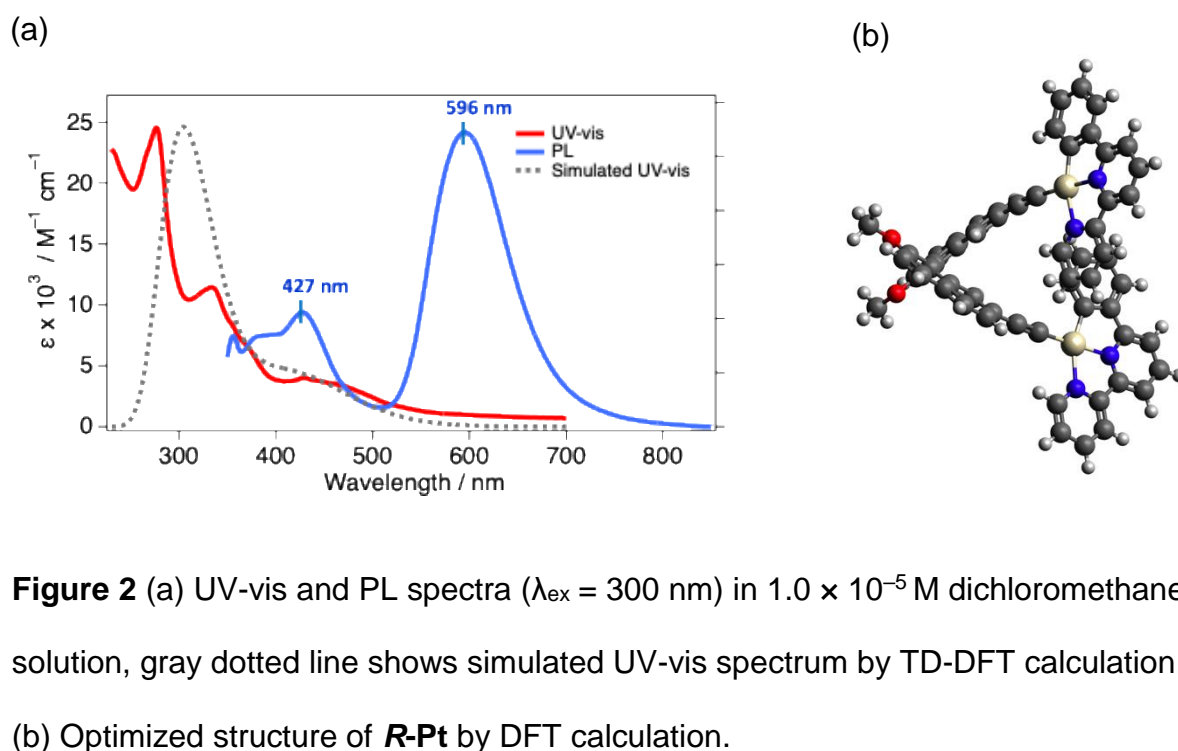 (a)
(b)
596 nm
427 nm
UV-vis
PL
Simulated UV-vis
25
20
15
10
5
0
ε x 10³ / M⁻¹ cm⁻¹
300 400 500 600 700 800
Wavelength / nm
Figure 2 (a) UV-vis and PL spectra (λex = 300 nm) in 1.0 × 10⁻⁵ M dichloromethane
solution, gray dotted line shows simulated UV-vis spectrum by TD-DFT calculation
(b) Optimized structure of R-Pt by DFT calculation.